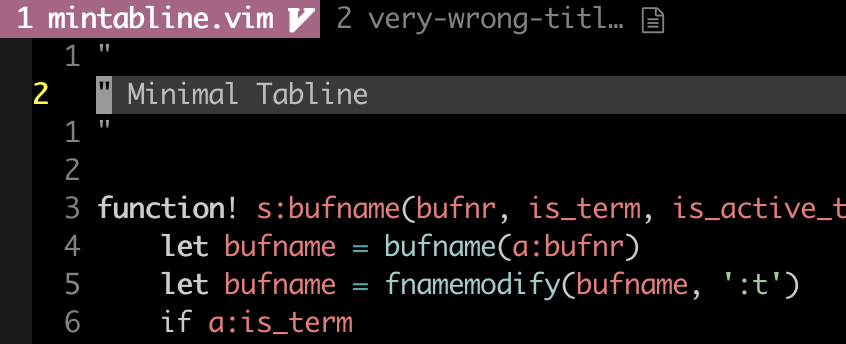 1 mintabline.vim 2 very-wrong-titl…
1 "
2 " Minimal Tabline
1 "
2
3 function! s:bufname(bufnr, is_term, is_active_t
4     let bufname = bufname(a:bufnr)
5     let bufname = fnamemodify(bufname, ':t')
6     if a:is_term